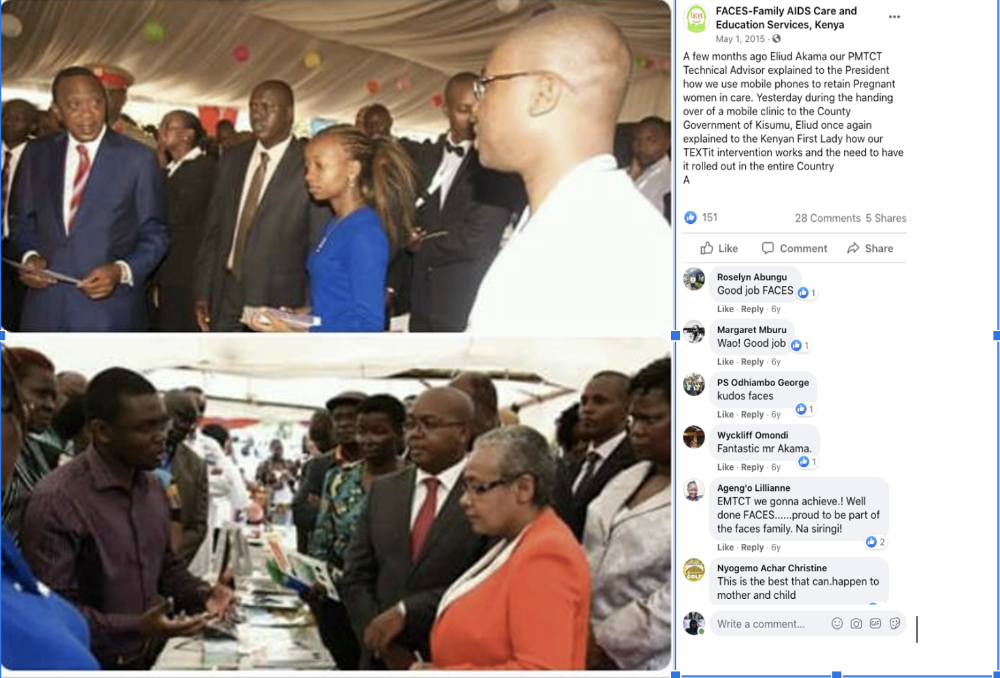 faces
FACES-Family AIDS Care and
Education Services, Kenya
May 1, 2015 ·
A few months ago Eliud Akama our PMTCT
Technical Advisor explained to the President
how we use mobile phones to retain Pregnant
women in care. Yesterday during the handing
over of a mobile clinic to the County
Government of Kisumu, Eliud once again
explained to the Kenyan First Lady how our
TEXTit intervention works and the need to have
it rolled out in the entire Country
A
151 28 Comments 5 Shares
Like Comment Share
Roselyn Abungu
Good job FACES 1
Like · Reply · 6y
Margaret Mburu
Wao! Good job 1
Like · Reply · 6y
PS Odhiambo George
kudos faces
Like · Reply · 6y 1
Wyckliff Omondi
Fantastic mr Akama.
Like · Reply · 6y 1
Ageng'o Lillianne
EMTCT we gonna achieve.! Well
done FACES......proud to be part of
the faces family. Na siringi!
Like · Reply · 6y 2
GOLD
Nyogemo Achar Christine
This is the best that can.happen to
mother and child
Write a comment... GIF